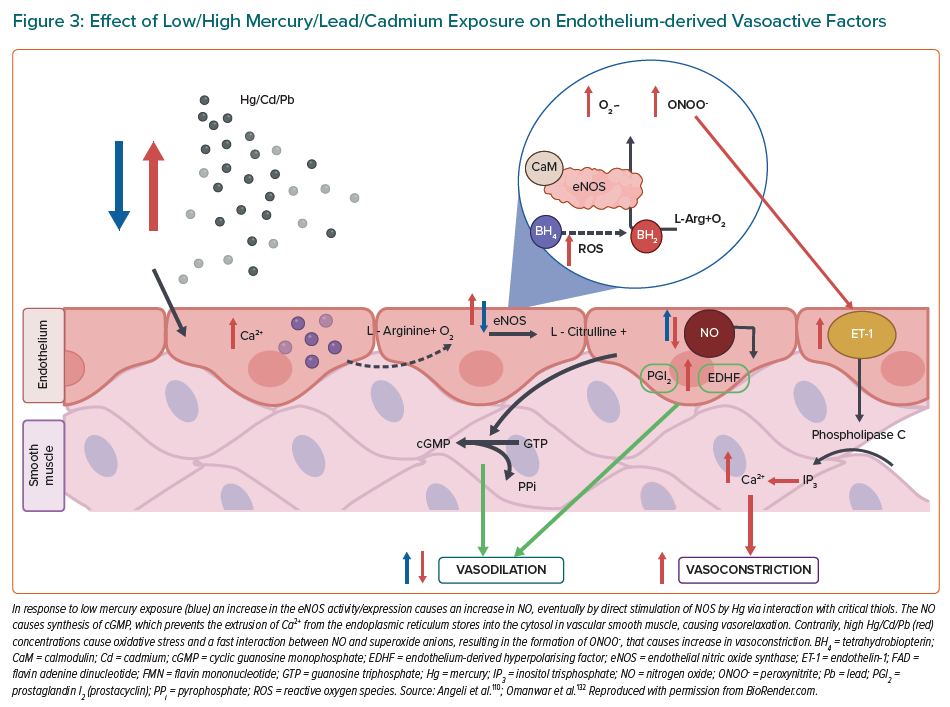 Figure 3: Effect of Low/High Mercury/Lead/Cadmium Exposure on Endothelium-derived Vasoactive Factors
Hg/Cd/Pb
O₂–
ONOO⁻
CaM
eNOS
BH₄
ROS
BH₂
L-Arg+O₂
Endothelium
Ca²⁺
L - Arginine+ O₂
eNOS
L - Citrulline +
NO
PGI₂
EDHF
ET-1
Smooth
muscle
cGMP
GTP
PPi
Phospholipase C
Ca²⁺
IP₃
VASODILATION
VASOCONSTRICTION
In response to low mercury exposure (blue) an increase in the eNOS activity/expression causes an increase in NO, eventually by direct stimulation of NOS by Hg via interaction with critical thiols. The NO
causes synthesis of cGMP, which prevents the extrusion of Ca²⁺ from the endoplasmic reticulum stores into the cytosol in vascular smooth muscle, causing vasorelaxation. Contrarily, high Hg/Cd/Pb (red)
concentrations cause oxidative stress and a fast interaction between NO and superoxide anions, resulting in the formation of ONOO⁻, that causes increase in vasoconstriction. BH₄ = tetrahydrobiopterin;
CaM = calmodulin; Cd = cadmium; cGMP = cyclic guanosine monophosphate; EDHF = endothelium-derived hyperpolarising factor; eNOS = endothelial nitric oxide synthase; ET-1 = endothelin-1; FAD =
flavin adenine dinucleotide; FMN = flavin mononucleotide; GTP = guanosine triphosphate; Hg = mercury; IP₃ = inositol trisphosphate; NO = nitrogen oxide; ONOO⁻ = peroxynitrite; Pb = lead; PGI₂ =
prostaglandin I₂ (prostacyclin); PPᵢ = pyrophosphate; ROS = reactive oxygen species. Source: Angeli et al.¹¹⁰; Omanwar et al.¹³² Reproduced with permission from BioRender.com.